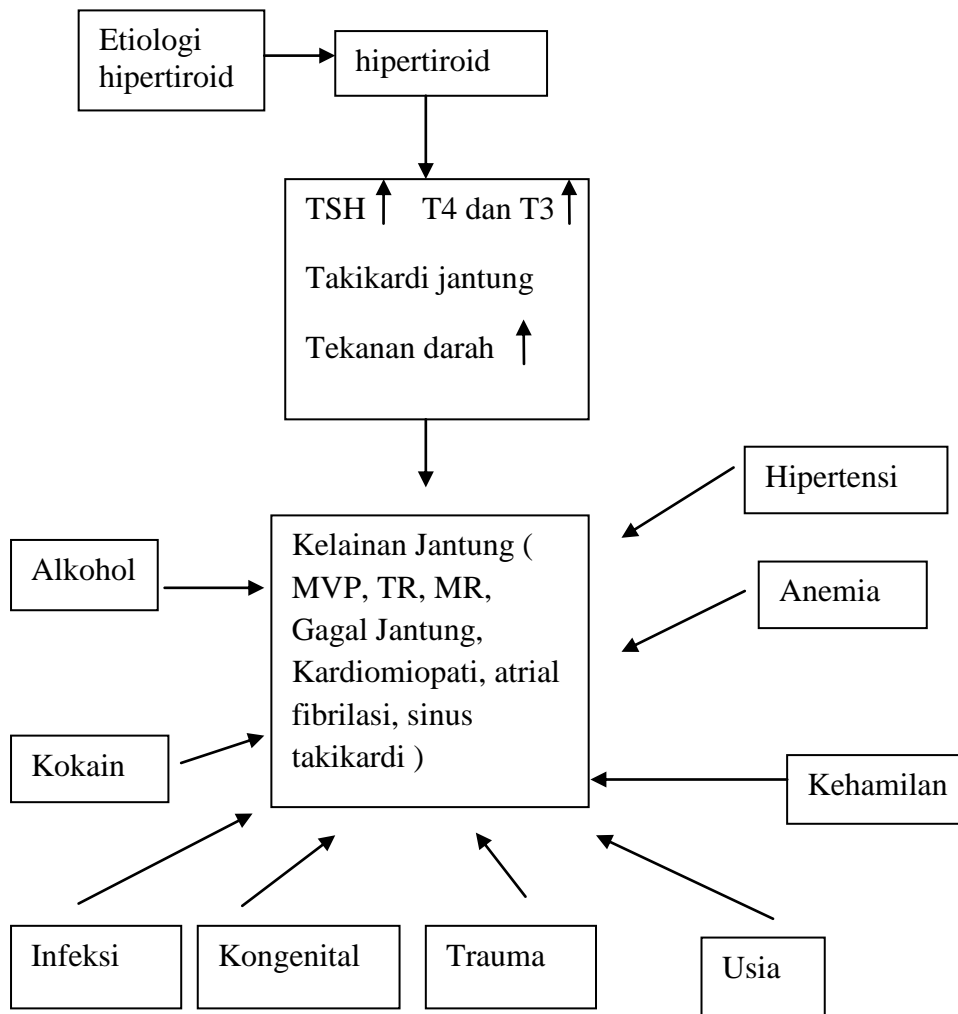 Etiologi
hipertiroid
hipertiroid
TSH ↑ T4 dan T3 ↑
Takikardi jantung
Tekanan darah ↑
Hipertensi
Alkohol
Kelainan Jantung (
MVP, TR, MR,
Gagal Jantung,
Kardiomiopati, atrial
fibrilasi, sinus
takikardi )
Anemia
Kokain
Kehamilan
Infeksi
Kongenital
Trauma
Usia